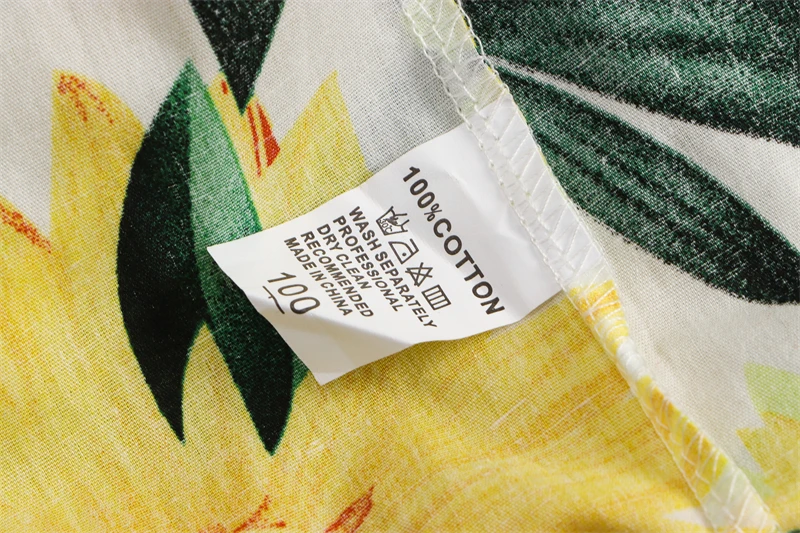 100% COTTON
WASH SEPARATELY
PROFESSIONAL
DRY CLEAN
RECOMMENDED
MADE IN CHINA
100